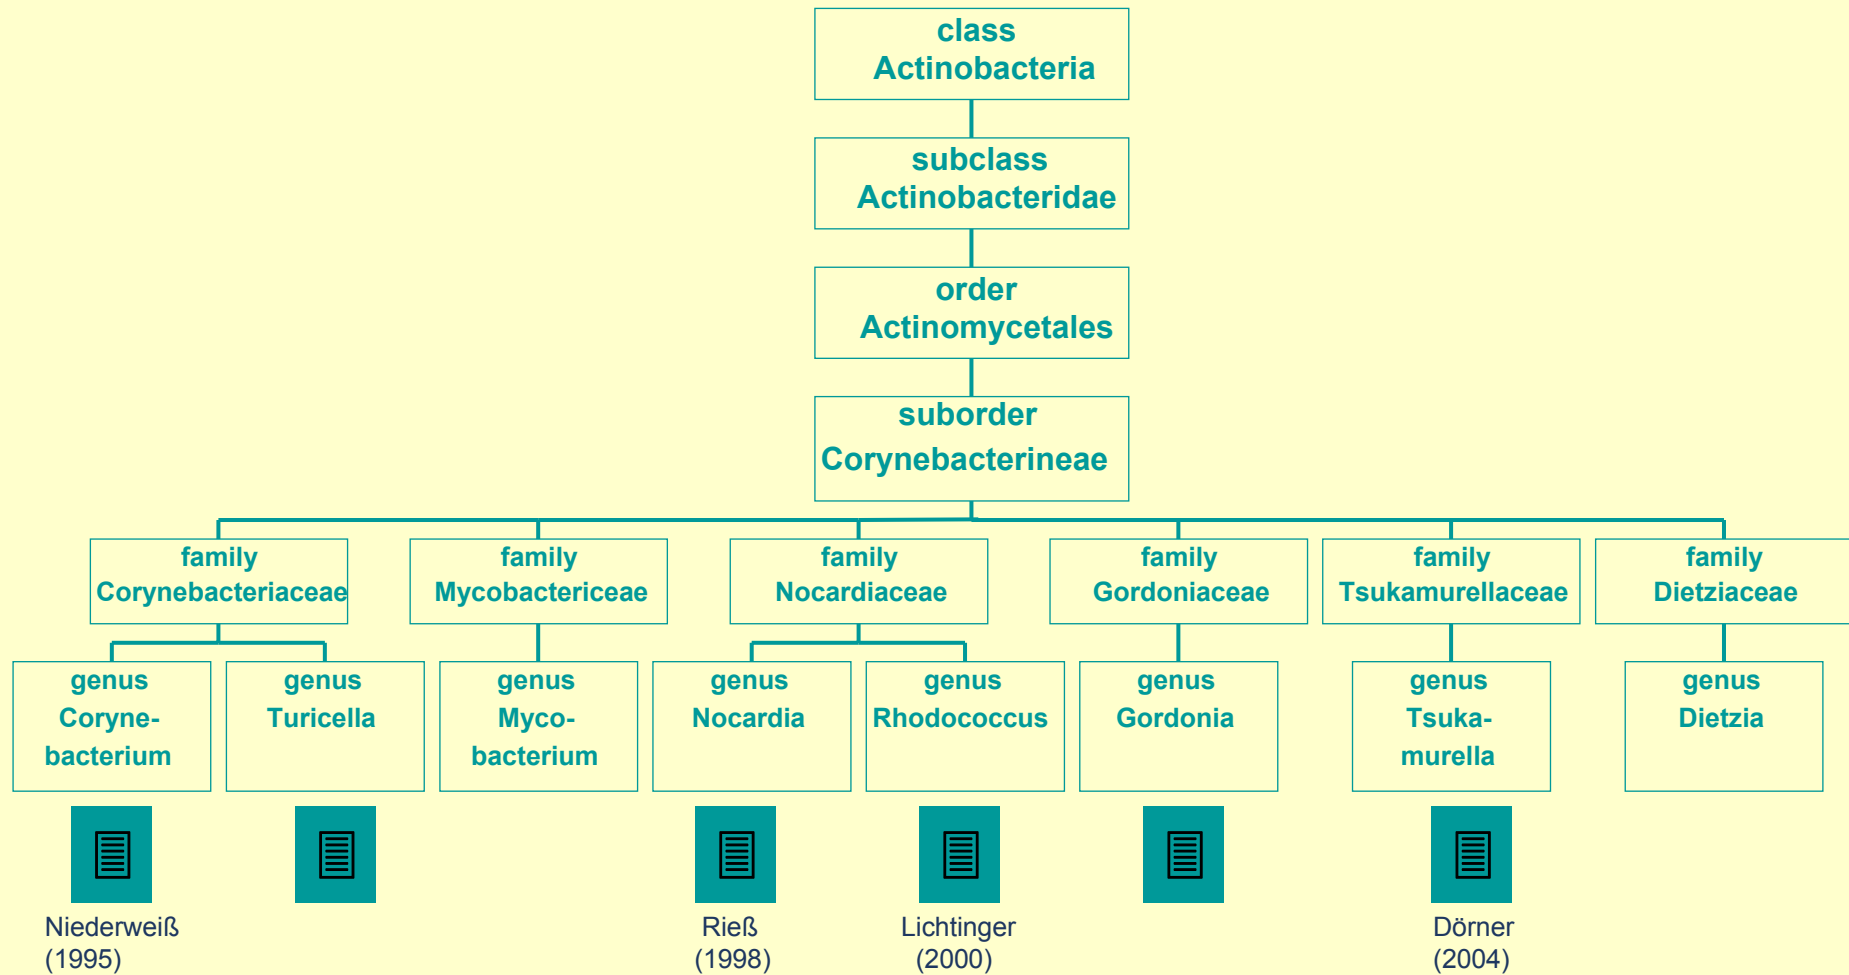 class
Actinobacteria
subclass
Actinobacteridae
order
Actinomycetales
suborder
Corynebacterineae
family
Corynebacteriaceae
family
Mycobactericeae
family
Nocardiaceae
family
Gordoniaceae
family
Tsukamurellaceae
family
Dietziaceae
genus
Coryne-
bacterium
genus
Turicella
genus
Myco-
bacterium
genus
Nocardia
genus
Rhodococcus
genus
Gordonia
genus
Tsuka-
murella
genus
Dietzia
Niederweiß
(1995)
Rieß
(1998)
Lichtinger
(2000)
Dörner
(2004)